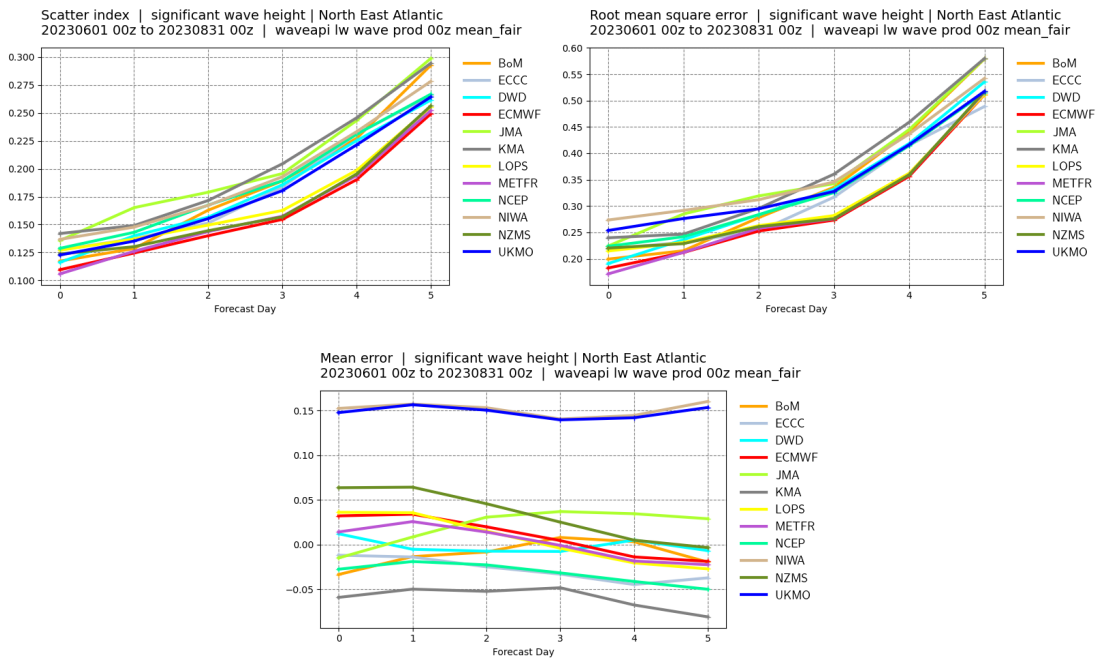 Scatter index | significant wave height | North East Atlantic
20230601 00z to 20230831 00z | waveapi lw wave prod 00z mean_fair
0.300
0.275
0.250
0.225
0.200
0.175
0.150
0.125
0.100
0 1 2 3 4 5
Forecast Day
BoM
ECCC
DWD
ECMWF
JMA
KMA
LOPS
METFR
NCEP
NIWA
NZMS
UKMO
Root mean square error | significant wave height | North East Atlantic
20230601 00z to 20230831 00z | waveapi lw wave prod 00z mean_fair
0.60
0.55
0.50
0.45
0.40
0.35
0.30
0.25
0.20
0 1 2 3 4 5
Forecast Day
BoM
ECCC
DWD
ECMWF
JMA
KMA
LOPS
METFR
NCEP
NIWA
NZMS
UKMO
Mean error | significant wave height | North East Atlantic
20230601 00z to 20230831 00z | waveapi lw wave prod 00z mean_fair
0.15
0.10
0.05
0.00
−0.05
0 1 2 3 4 5
Forecast Day
BoM
ECCC
DWD
ECMWF
JMA
KMA
LOPS
METFR
NCEP
NIWA
NZMS
UKMO